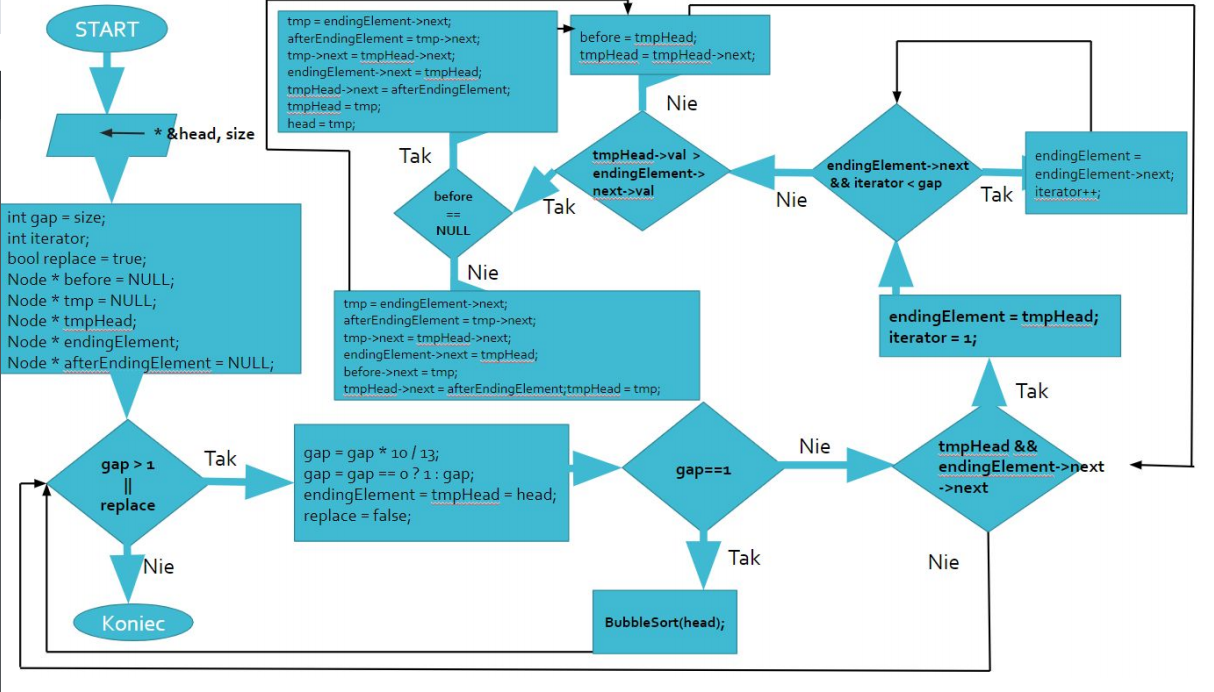 START
* &head, size
int gap = size;
int iterator;
bool replace = true;
Node * before = NULL;
Node * tmp = NULL;
Node * tmpHead;
Node * endingElement;
Node * afterEndingElement = NULL;
gap > 1
||
replace
Tak
Nie
Koniec
gap = gap * 10 / 13;
gap = gap == 0 ? 1 : gap;
endingElement = tmpHead = head;
replace = false;
gap==1
Nie
Tak
BubbleSort(head);
tmpHead &&
endingElement->next
->next
Nie
Tak
endingElement = tmpHead;
iterator = 1;
endingElement->next
&& iterator < gap
Tak
endingElement =
endingElement->next;
iterator++;
Nie
tmpHead->val >
endingElement->
next->val
Nie
before = tmpHead;
tmpHead = tmpHead->next;
Tak
before
==
NULL
Tak
tmp = endingElement->next;
afterEndingElement = tmp->next;
tmp->next = tmpHead->next;
endingElement->next = tmpHead;
tmpHead->next = afterEndingElement;
tmpHead = tmp;
head = tmp;
Nie
tmp = endingElement->next;
afterEndingElement = tmp->next;
tmp->next = tmpHead->next;
endingElement->next = tmpHead;
before->next = tmp;
tmpHead->next = afterEndingElement;tmpHead = tmp;